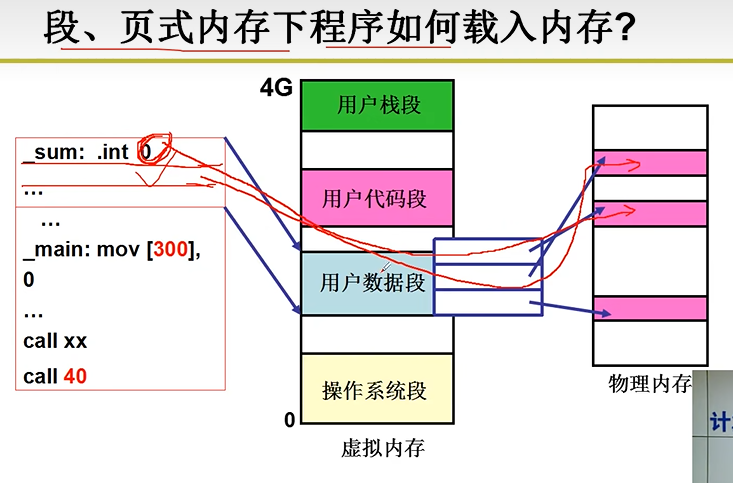 段、页式内存下程序如何载入内存?
4G
用户栈段
_sum: .int 0
...
用户代码段
...
_main: mov [300],
0
用户数据段
...
call xx
call 40
操作系统段
0
虚拟内存
物理内存
计